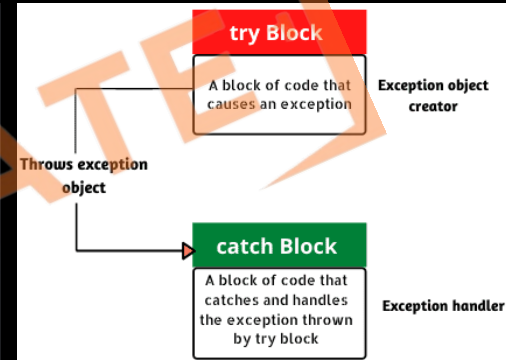 try Block
A block of code that
causes an exception
Exception object
creator
Throws exception
object
catch Block
A block of code that
catches and handles
the exception thrown
by try block
Exception handler
ATE]